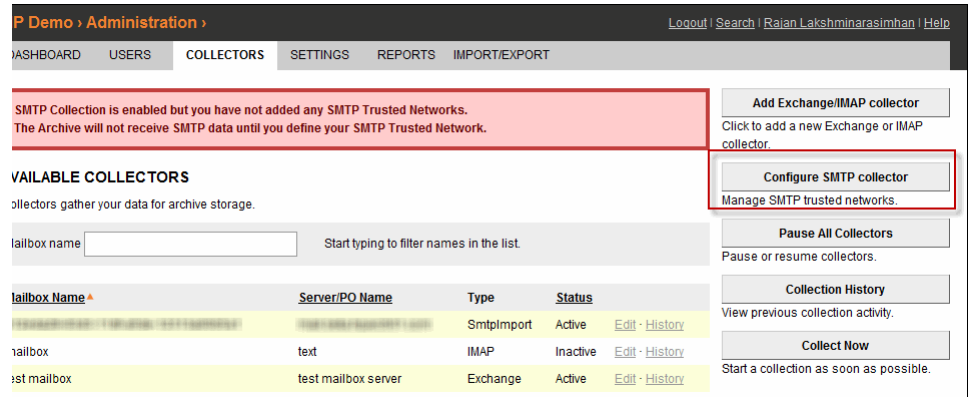 P Demo › Administration ›
Logout | Search | Rajan Lakshminarasimhan | Help
DASHBOARD USERS COLLECTORS SETTINGS REPORTS IMPORT/EXPORT
SMTP Collection is enabled but you have not added any SMTP Trusted Networks.
The Archive will not receive SMTP data until you define your SMTP Trusted Network.
VAILABLE COLLECTORS
ollectors gather your data for archive storage.
ailbox name
Start typing to filter names in the list.
Mailbox Name Server/PO Name Type Status
SmtpImport Active Edit - History
nailbox text IMAP Inactive Edit - History
est mailbox test mailbox server Exchange Active Edit - History
Add Exchange/IMAP collector
Click to add a new Exchange or IMAP
collector.
Configure SMTP collector
Manage SMTP trusted networks.
Pause All Collectors
Pause or resume collectors.
Collection History
View previous collection activity.
Collect Now
Start a collection as soon as possible.